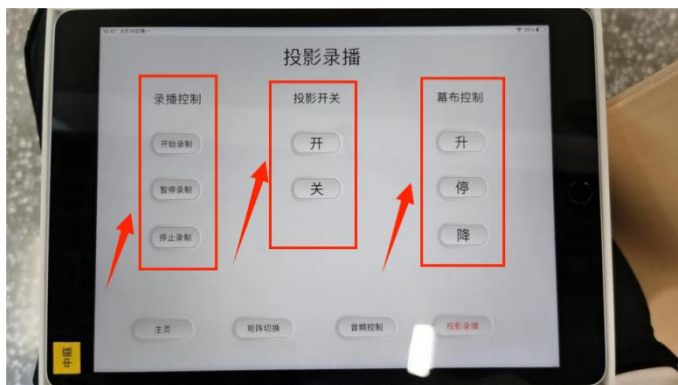 投影录播
录播控制
投影开关
幕布控制
开始录制
开
升
暂停录制
关
停
停止录制
降
主页
矩阵切换
音频控制
投影录播